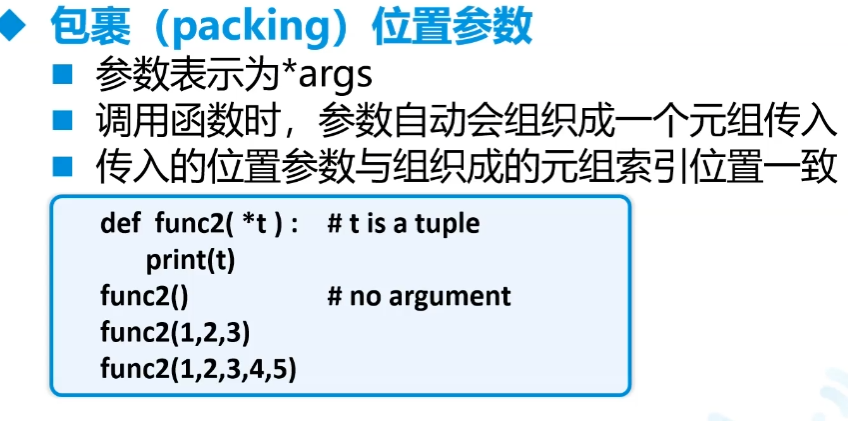 包裹（packing）位置参数
参数表示为*args
调用函数时，参数自动会组织成一个元组传入
传入的位置参数与组织成的元组索引位置一致
def func2( *t ) : # t is a tuple
print(t)
func2() # no argument
func2(1,2,3)
func2(1,2,3,4,5)